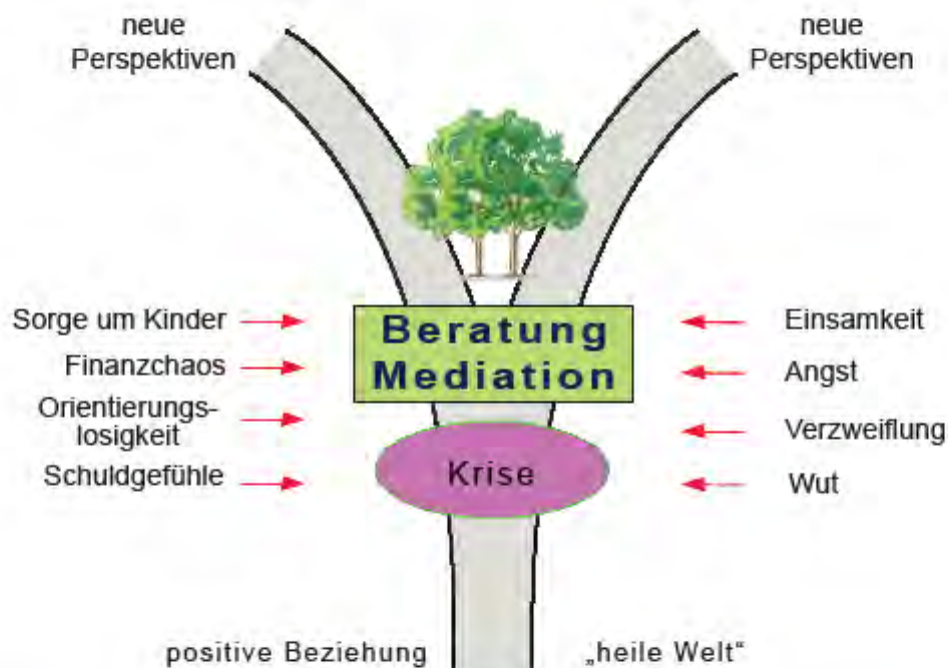 neue
Perspektiven
neue
Perspektiven
Sorge um Kinder
Finanzchaos
Orientierungs-
losigkeit
Schuldgefühle
Beratung
Mediation
Krise
Einsamkeit
Angst
Verzweiflung
Wut
positive Beziehung
„heile Welt“